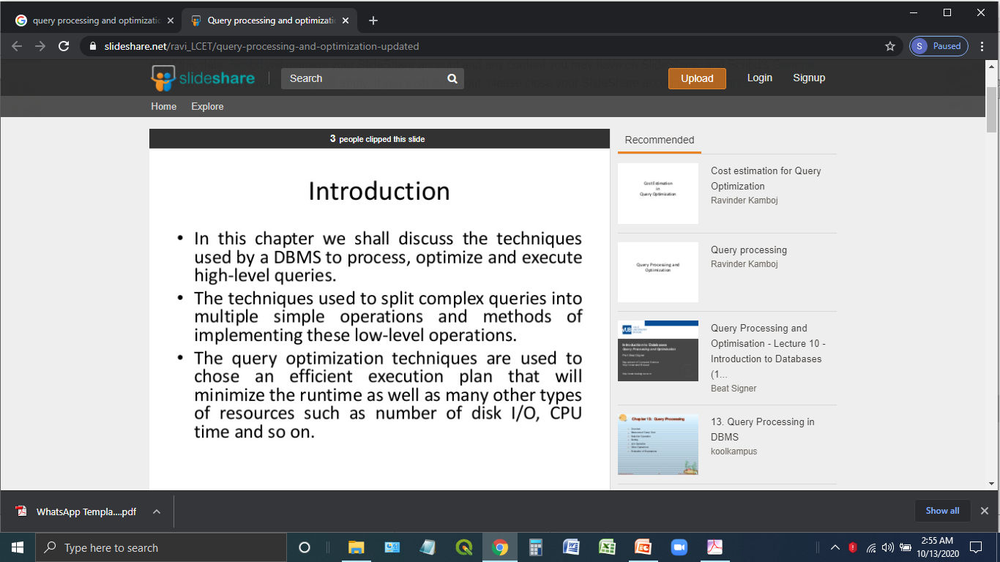 query processing and optimizatic
Query processing and optimizati
slideshare.net/ravi_LCET/query-processing-and-optimization-updated
S Paused
slideshare
Search
Upload
Login
Signup
Home
Explore
3 people clipped this slide
Introduction
• In this chapter we shall discuss the techniques
used by a DBMS to process, optimize and execute
high-level queries.
• The techniques used to split complex queries into
multiple simple operations and methods of
implementing these low-level operations.
• The query optimization techniques are used to
chose an efficient execution plan that will
minimize the runtime as well as many other types
of resources such as number of disk I/O, CPU
time and so on.
Recommended
Cost Estimation
in
Query Optimization
Cost estimation for Query
Optimization
Ravinder Kamboj
Query Processing and
Optimization
Query processing
Ravinder Kamboj
VUB
Introduction to Databases
Query Processing and Optimisation
Prof. Beat Signer
Query Processing and
Optimisation - Lecture 10 -
Introduction to Databases
(1...
Beat Signer
Chapter 13: Query Processing
13. Query Processing in
DBMS
koolkampus
WhatsApp Templa....pdf
Show all
Type here to search
2:55 AM
10/13/2020